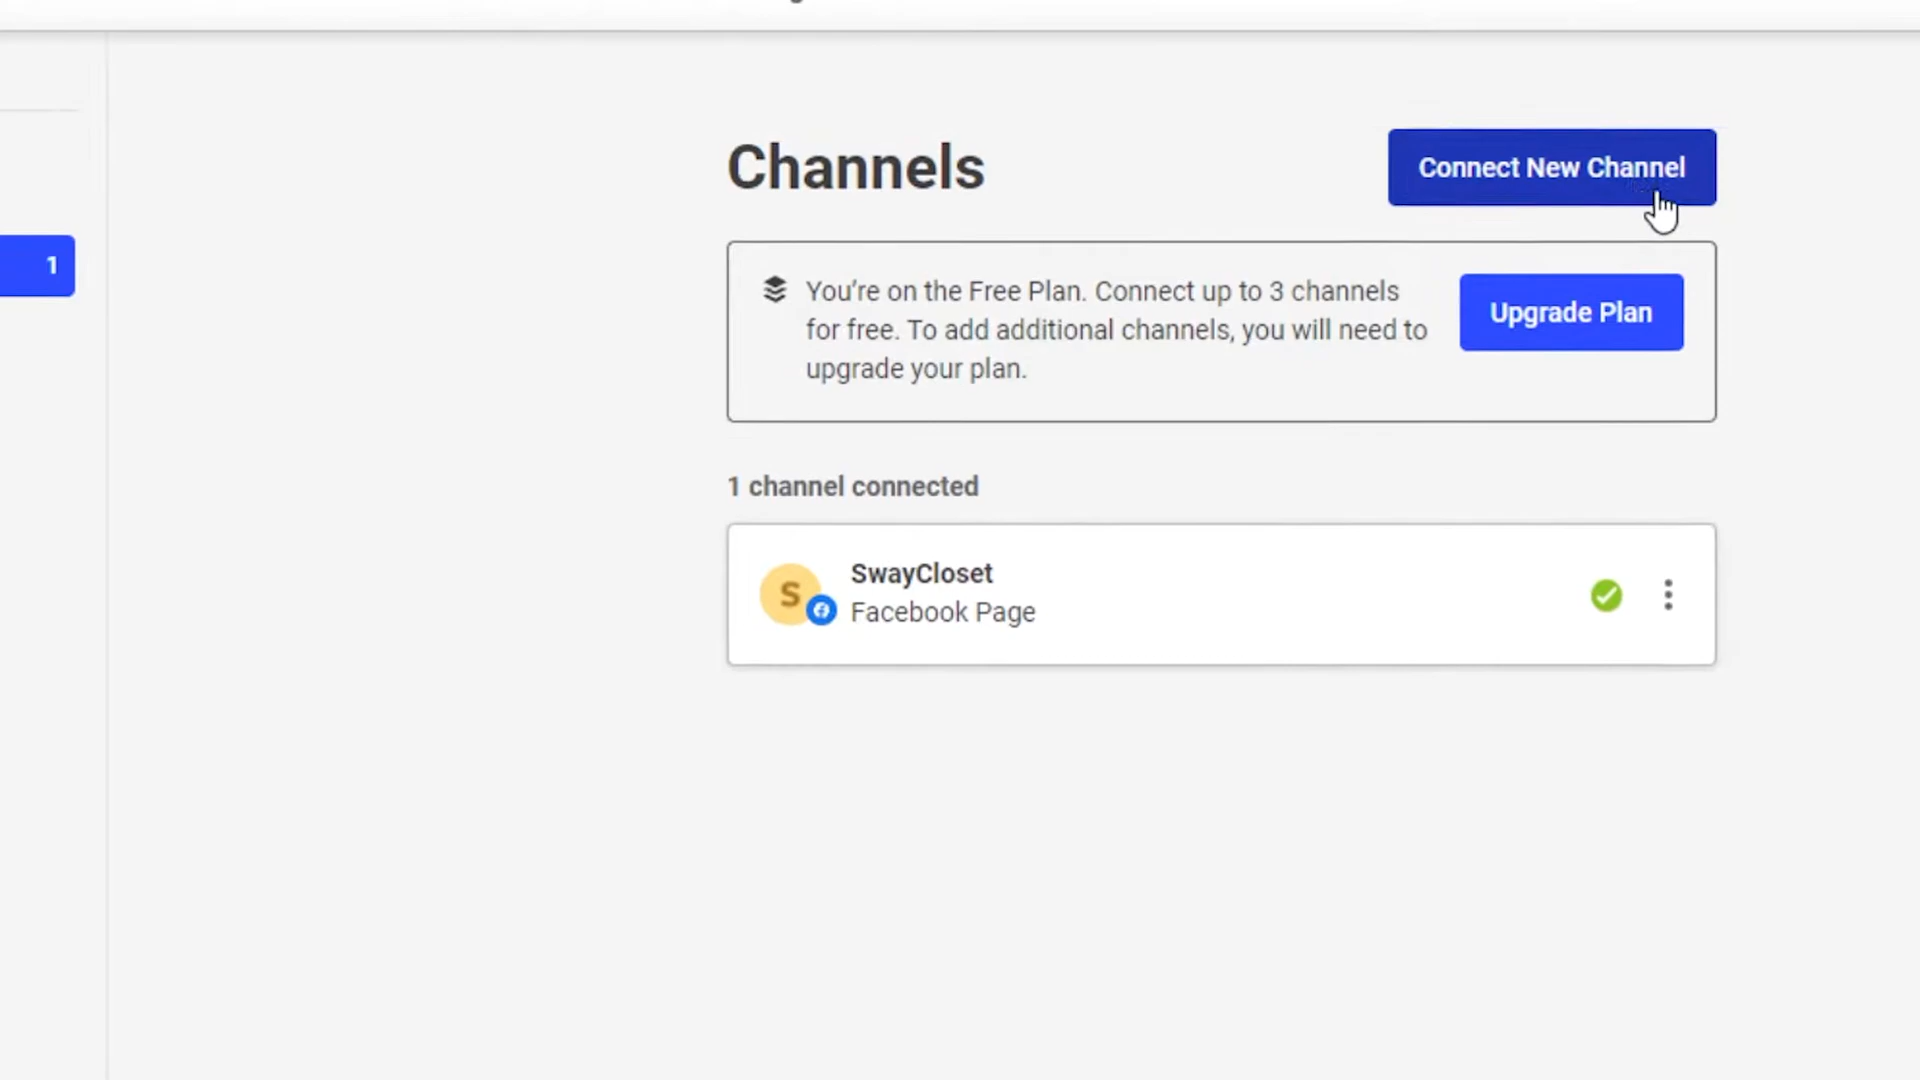 Channels
Connect New Channel
1
You're on the Free Plan. Connect up to 3 channels
for free. To add additional channels, you will need to
upgrade your plan.
Upgrade Plan
1 channel connected
S
SwayCloset
Facebook Page